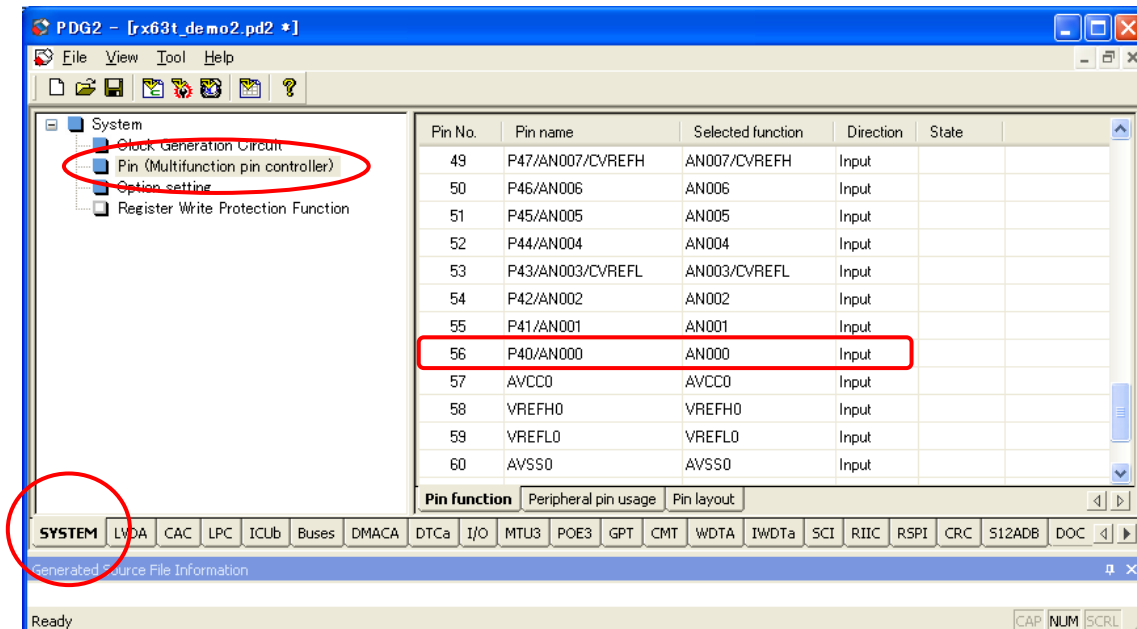 PDG2 - [rx63t_demo2.pd2 *]
File View Tool Help
System
Clock Generation Circuit
Pin (Multifunction pin controller)
Option setting
Register Write Protection Function
Pin No. Pin name Selected function Direction State
49 P47/AN007/CVREFH AN007/CVREFH Input
50 P46/AN006 AN006 Input
51 P45/AN005 AN005 Input
52 P44/AN004 AN004 Input
53 P43/AN003/CVREFL AN003/CVREFL Input
54 P42/AN002 AN002 Input
55 P41/AN001 AN001 Input
56 P40/AN000 AN000 Input
57 AVCC0 AVCC0 Input
58 VREFH0 VREFH0 Input
59 VREFL0 VREFL0 Input
60 AVSS0 AVSS0 Input
Pin function Peripheral pin usage Pin layout
SYSTEM LVDA CAC LPC ICUb Buses DMACA DTCa I/O MTU3 POE3 GPT CMT WDTA IWDTa SCI RIIC RSPI CRC S12ADB DOC
Generated Source File Information
Ready CAP NUM SCRL